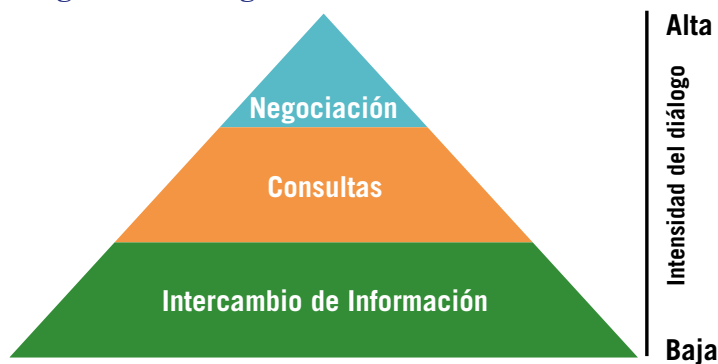 Alta
Negociación
Consultas
Intercambio de Información
Intensidad del diálogo
Baja